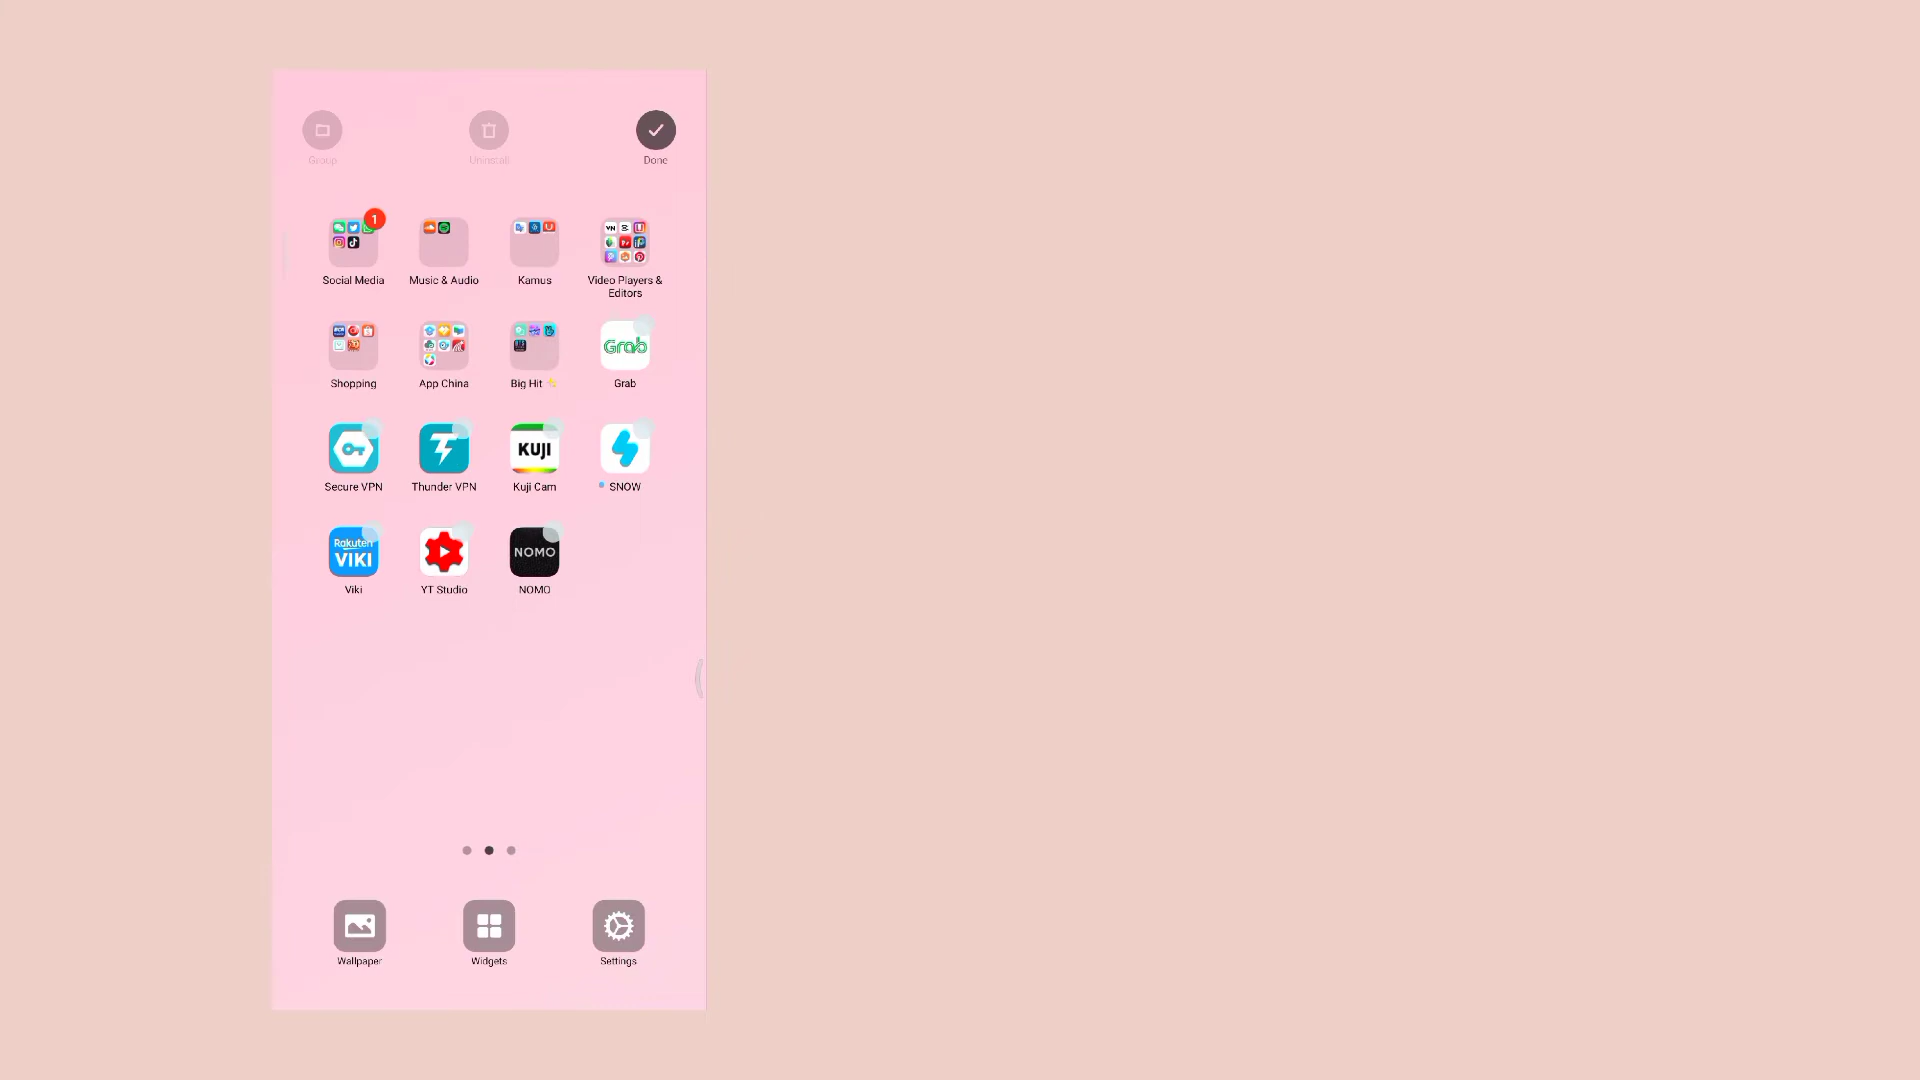 Group Uninstall Done
1
Social Media Music & Audio Kamus Video Players &
Editors
Grab
Shopping App China Big Hit Grab
KUJI
Secure VPN Thunder VPN Kuji Cam SNOW
Rakuten
VIKI NOMO
Viki YT Studio NOMO
Wallpaper Widgets Settings